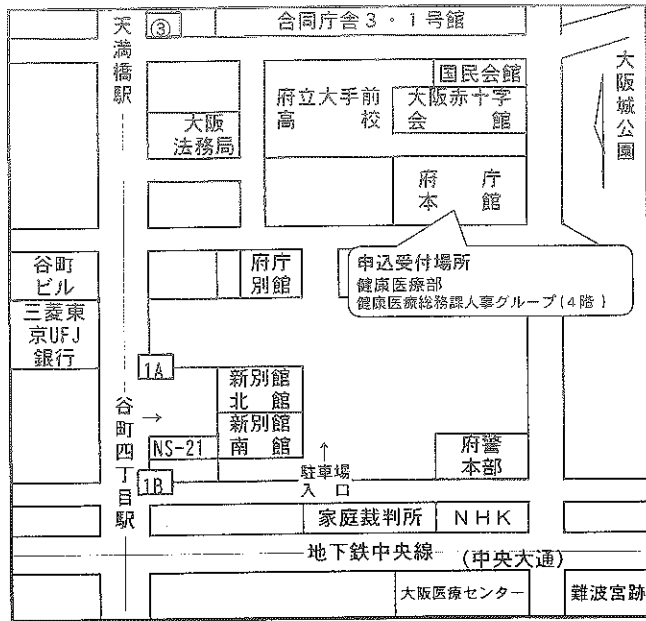 天満橋駅
③
合同庁舎３・１号館
大阪城公園
国民会館
府立大手前
高校
大阪赤十字
会館
大阪
法務局
府庁
本館
谷町
ビル
府庁
別館
申込受付場所
健康医療部
健康医療総務課人事グループ(４階)
三菱東
京UFJ
銀行
1A
新別館
北館
谷町四丁目駅
→
新別館
南館
NS-21
↑
駐車場
入口
府警
本部
1B
家庭裁判所
ＮＨＫ
地下鉄中央線
(中央大通)
大阪医療センター
難波宮跡